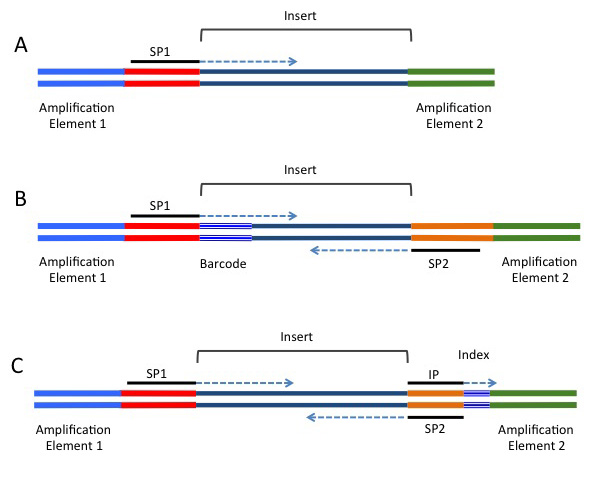 Insert
A
SP1
Amplification
Element 1
Amplification
Element 2
Insert
B
SP1
Amplification
Element 1
Barcode
SP2
Amplification
Element 2
Insert
Index
C
SP1
IP
Amplification
Element 1
SP2
Amplification
Element 2